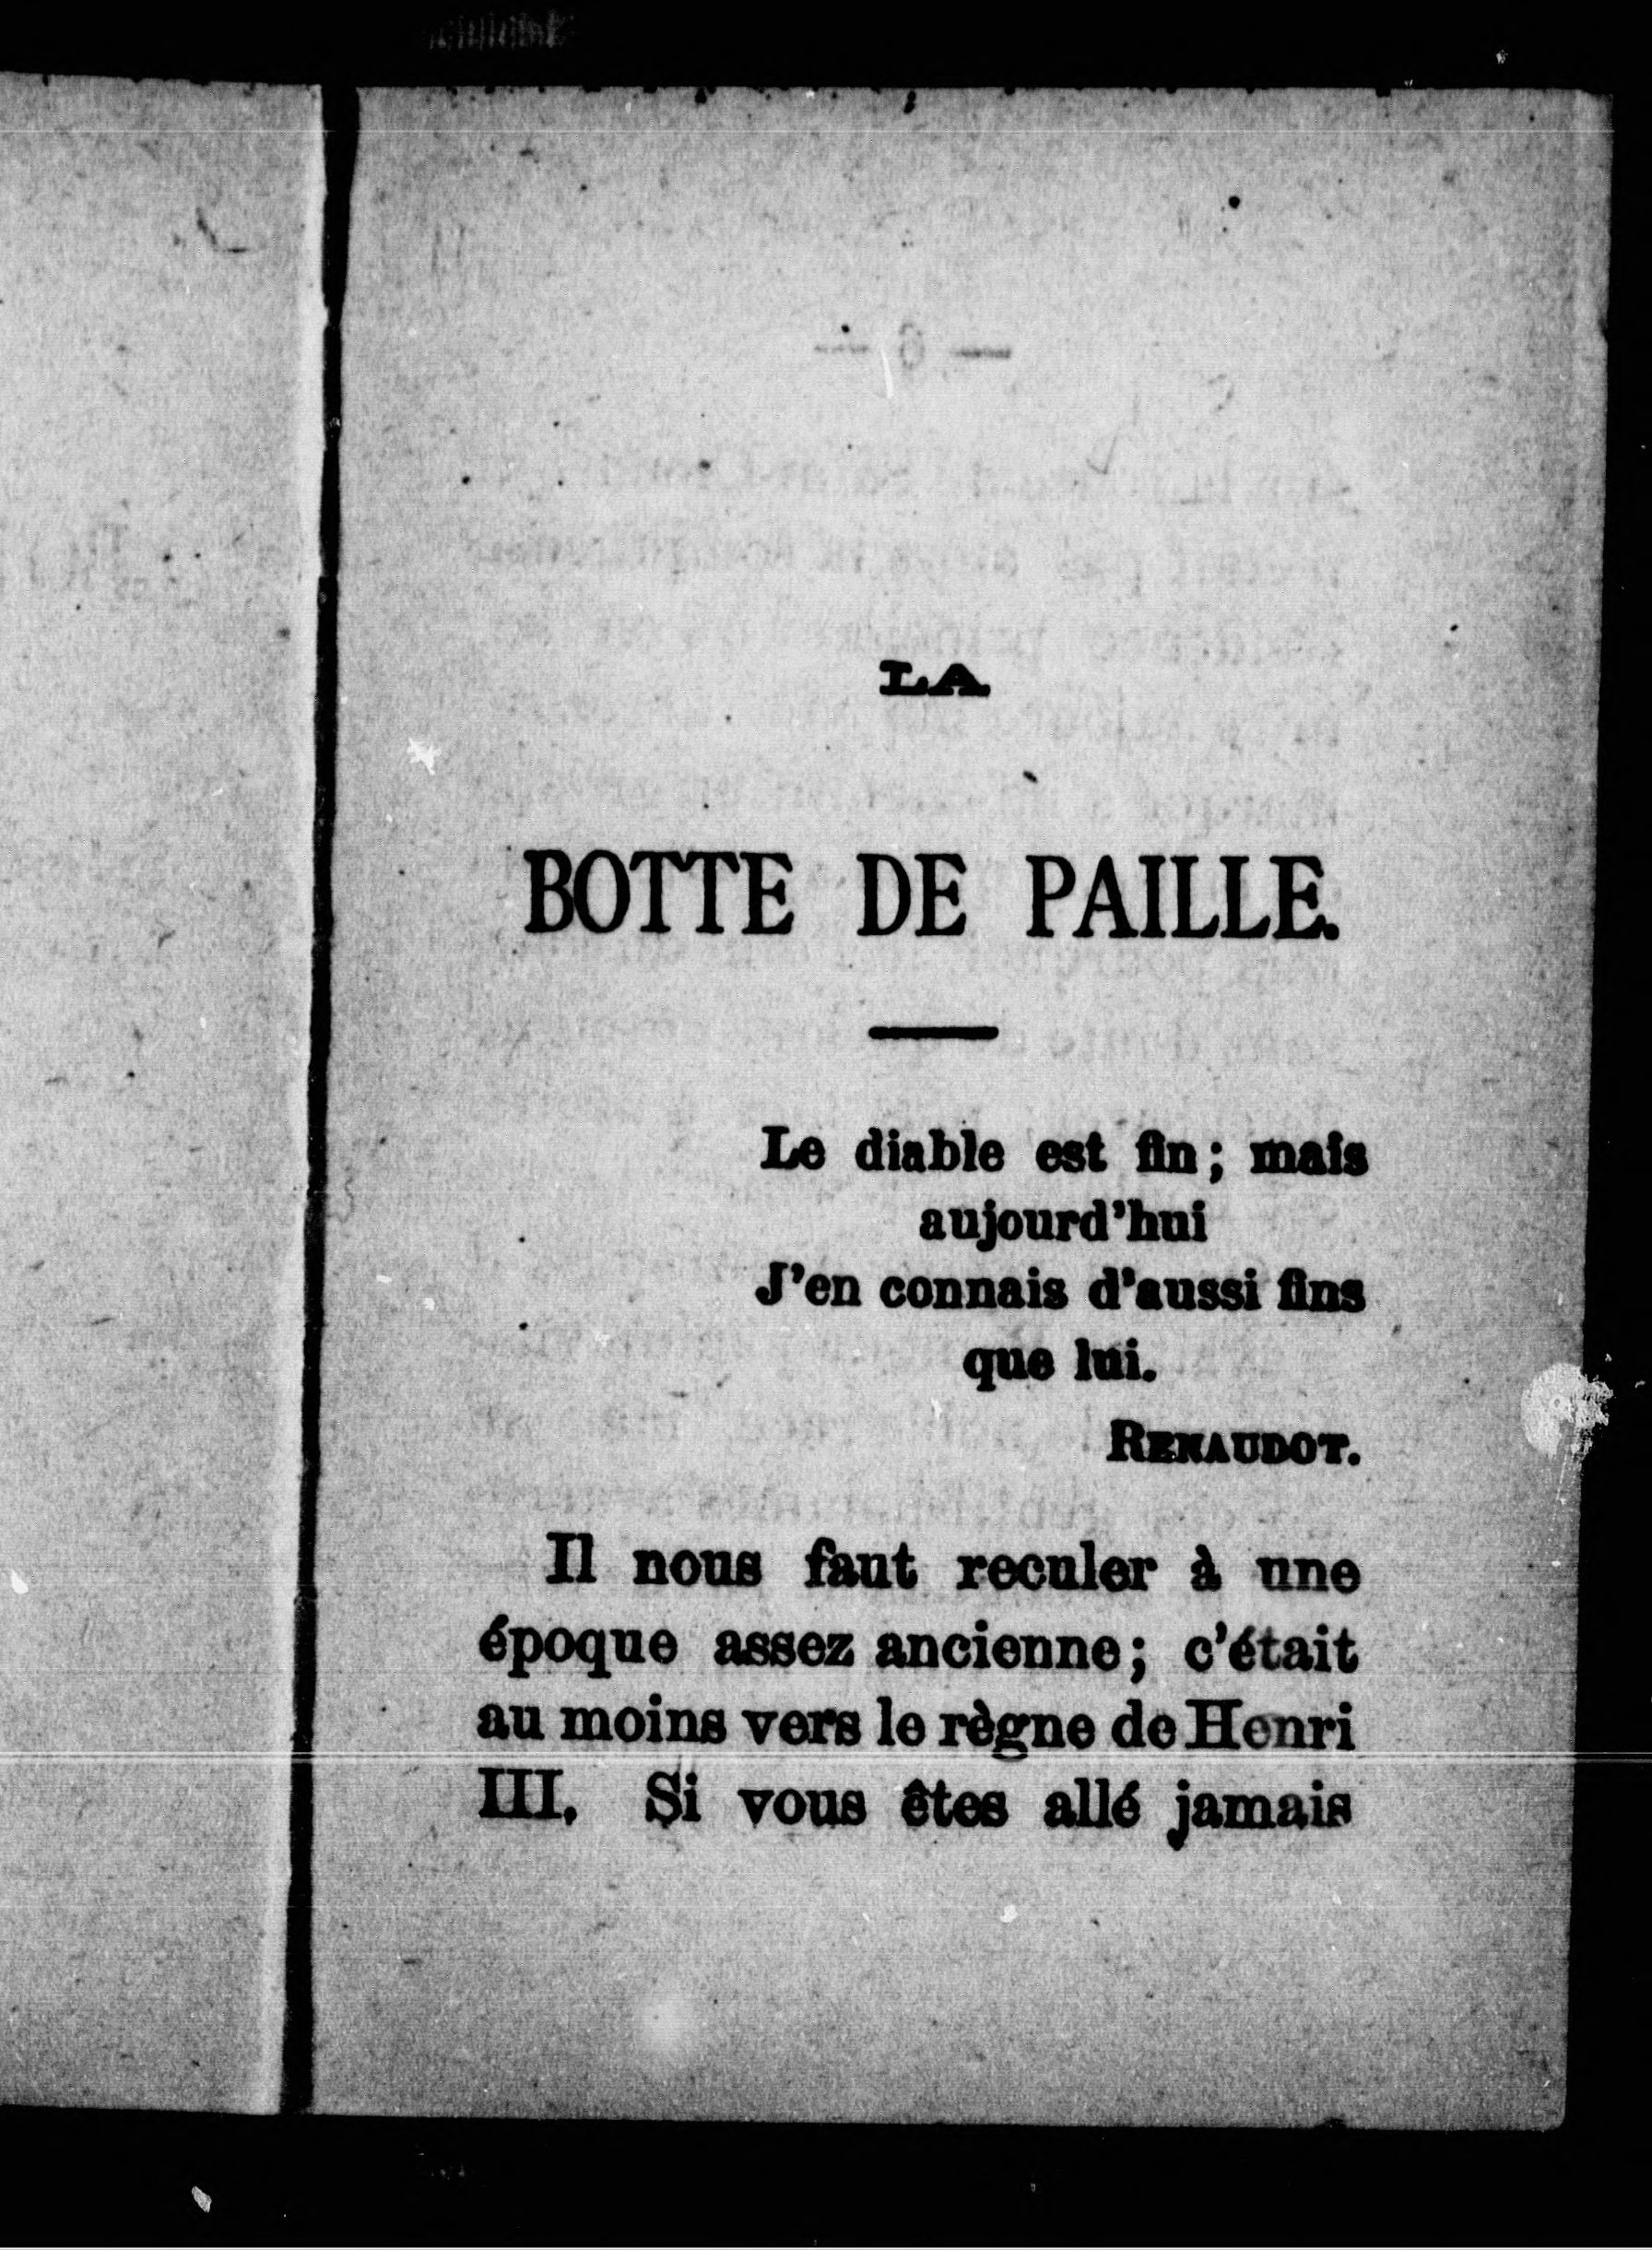 LA
BOTTE DE PAILLE.
Le diable est fin; mais
aujourd'hui
J'en connais d'aussi fins
que lui.
RENAUDOT.
Il nous faut reculer à une
époque assez ancienne; c'était
au moins vers le règne de Henri
III. Si vous êtes allé jamais